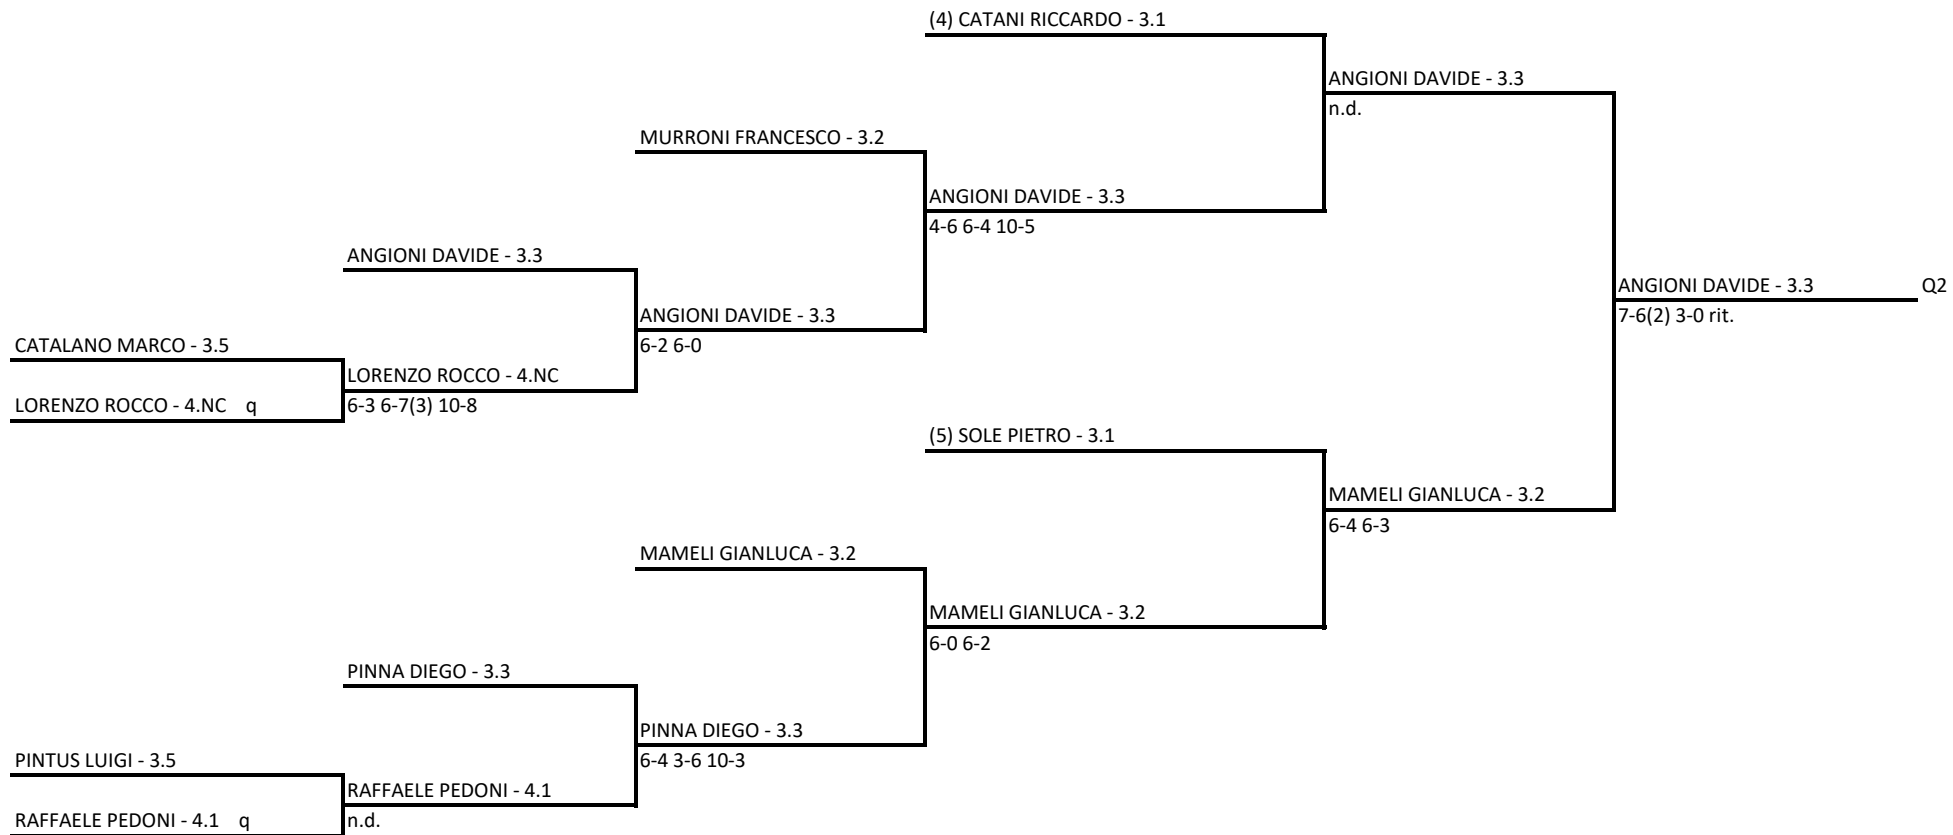 (4) CATANI RICCARDO - 3.1
ANGIONI DAVIDE - 3.3
n.d.
MURRONI FRANCESCO - 3.2
ANGIONI DAVIDE - 3.3
4-6 6-4 10-5
ANGIONI DAVIDE - 3.3
ANGIONI DAVIDE - 3.3 Q2
7-6(2) 3-0 rit.
ANGIONI DAVIDE - 3.3
6-2 6-0
CATALANO MARCO - 3.5
LORENZO ROCCO - 4.NC
LORENZO ROCCO - 4.NC q
6-3 6-7(3) 10-8
(5) SOLE PIETRO - 3.1
MAMELI GIANLUCA - 3.2
6-4 6-3
MAMELI GIANLUCA - 3.2
MAMELI GIANLUCA - 3.2
6-0 6-2
PINNA DIEGO - 3.3
PINNA DIEGO - 3.3
6-4 3-6 10-3
PINTUS LUIGI - 3.5
RAFFAELE PEDONI - 4.1
RAFFAELE PEDONI - 4.1 q
n.d.